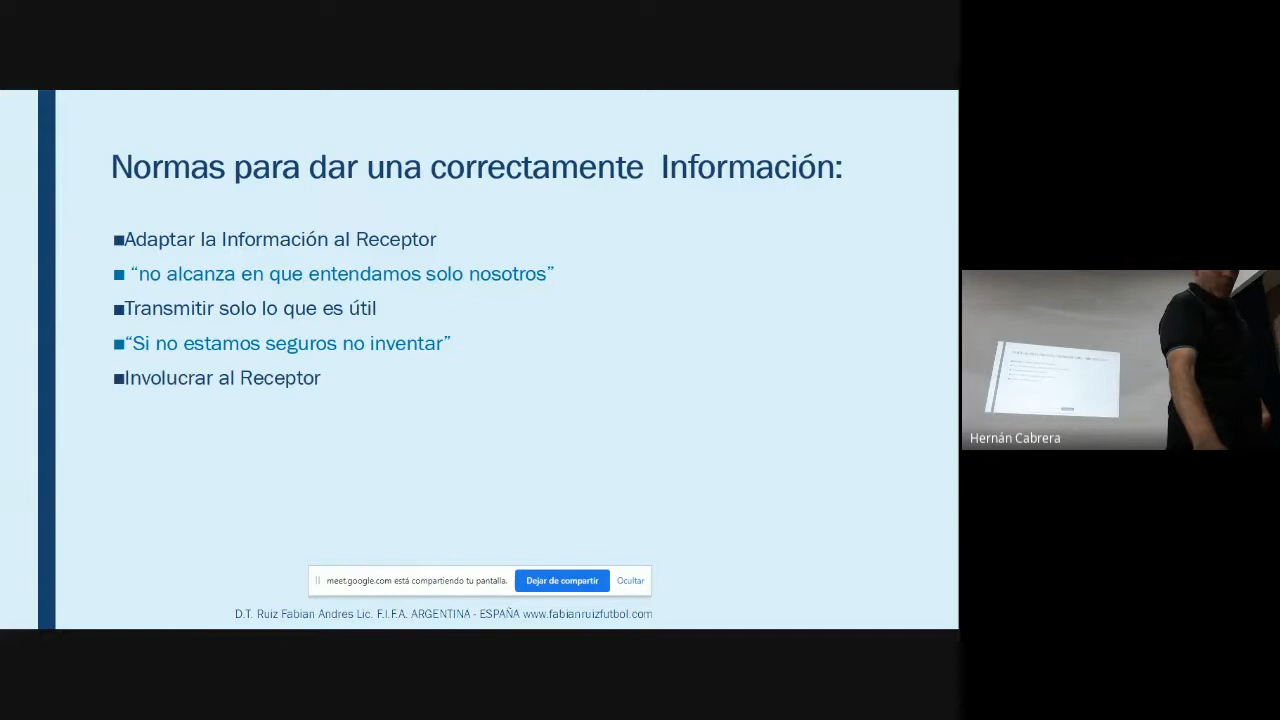 Normas para dar una correctamente Información:
■Adaptar la Información al Receptor
■ “no alcanza en que entendamos solo nosotros”
■Transmitir solo lo que es útil
■“Si no estamos seguros no inventar”
■Involucrar al Receptor
meet.google.com está compartiendo tu pantalla.
Dejar de compartir
Ocultar
D.T. Ruiz Fabian Andres Lic. F.I.F.A. ARGENTINA - ESPAÑA www.fabianruizfutbol.com
Hernán Cabrera